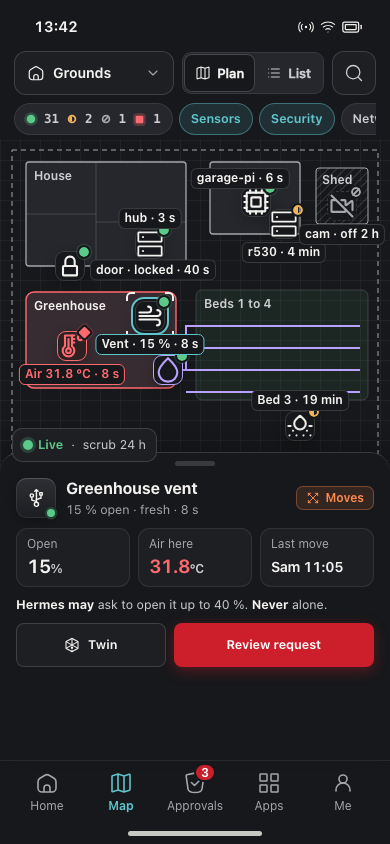 13:42
Grounds
Plan
List
31 2 1 1
Sensors
Security
Net
House
garage-pi · 6 s
Shed
hub · 3 s
cam · off 2 h
r530 · 4 min
door · locked · 40 s
Greenhouse
Beds 1 to 4
Vent · 15 % · 8 s
Air 31.8 °C · 8 s
Bed 3 · 19 min
Live · scrub 24 h
Greenhouse vent
15 % open · fresh · 8 s
Moves
Open
15%
Air here
31.8°C
Last move
Sam 11:05
Hermes may ask to open it up to 40 %. Never alone.
Twin
Review request
3
Home
Map
Approvals
Apps
Me